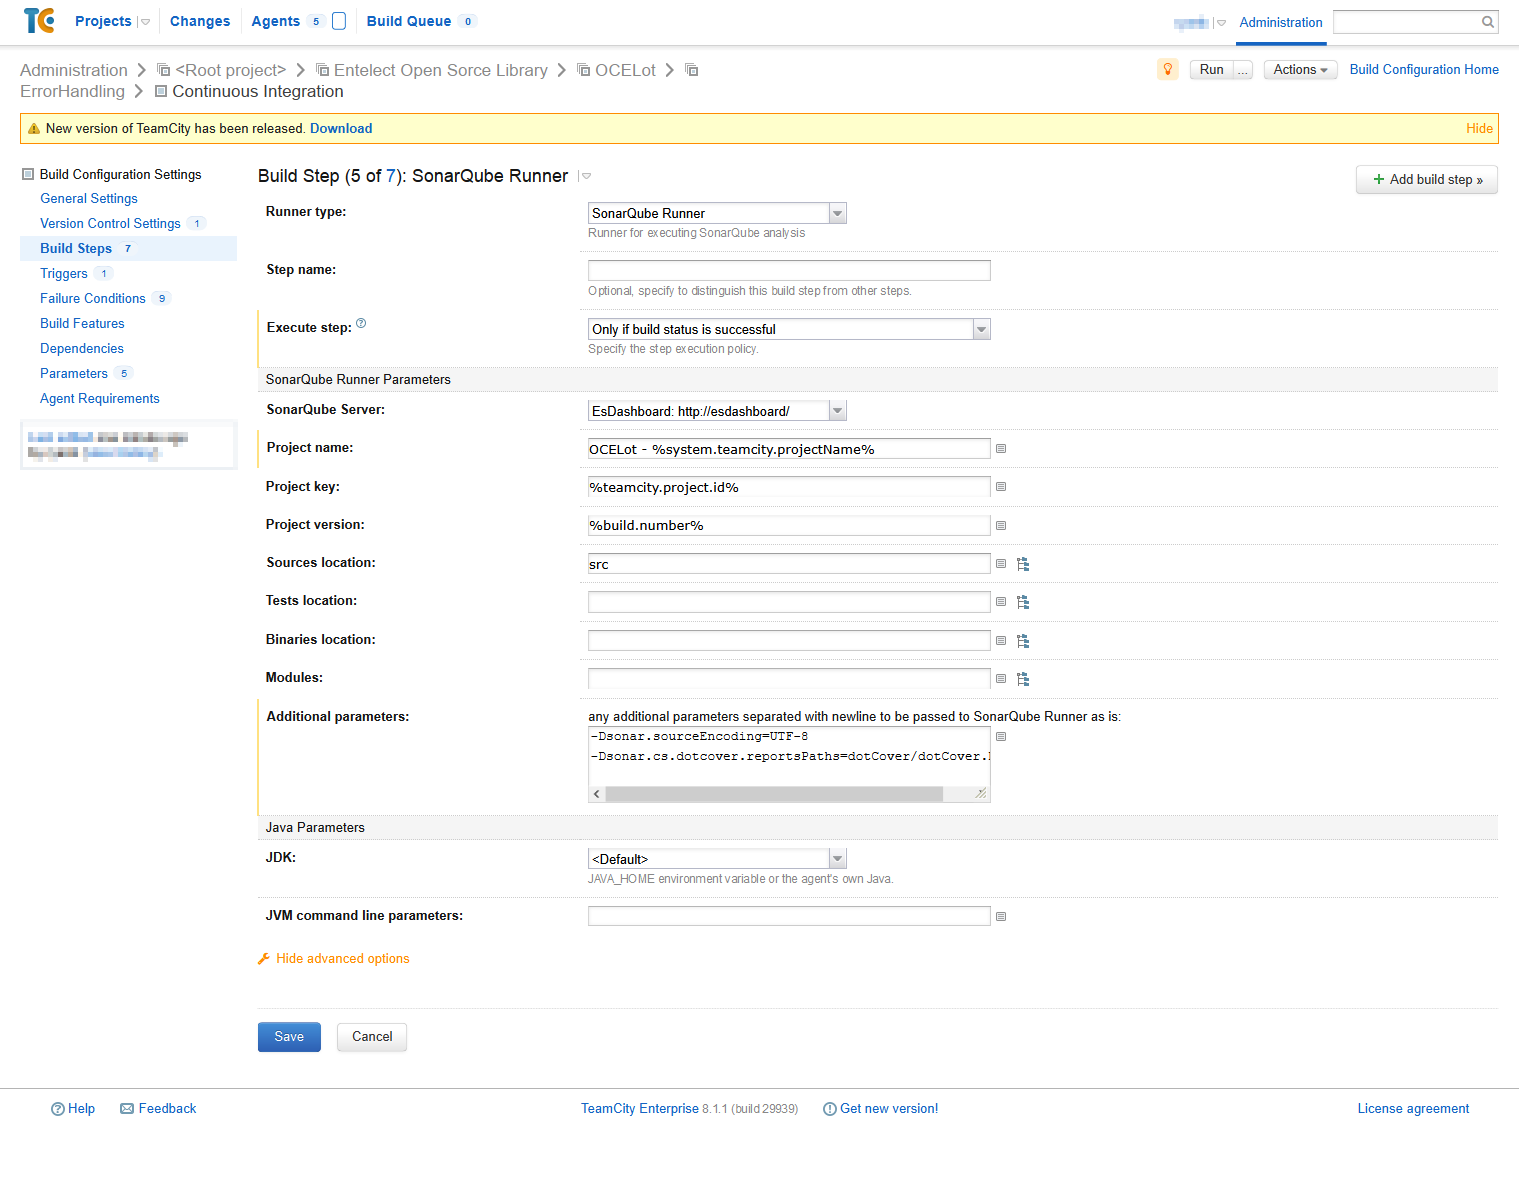 TC Projects Changes Agents 5 Build Queue 0 Administration
Administration <Root project> Entelect Open Sorce Library OCELot
ErrorHandling Continuous Integration
Run ... Actions Build Configuration Home
New version of TeamCity has been released. Download Hide
Build Configuration Settings
General Settings
Version Control Settings 1
Build Steps 7
Triggers 1
Failure Conditions 9
Build Features
Dependencies
Parameters 5
Agent Requirements
Build Step (5 of 7): SonarQube Runner
+ Add build step »
Runner type: SonarQube Runner
Runner for executing SonarQube analysis
Step name:
Optional, specify to distinguish this build step from other steps.
Execute step: ? Only if build status is successful
Specify the step execution policy.
SonarQube Runner Parameters
SonarQube Server: EsDashboard: http://esdashboard/
Project name: OCELot - %system.teamcity.projectName%
Project key: %teamcity.project.id%
Project version: %build.number%
Sources location: src
Tests location:
Binaries location:
Modules:
Additional parameters: any additional parameters separated with newline to be passed to SonarQube Runner as is:
-Dsonar.sourceEncoding=UTF-8
-Dsonar.cs.dotcover.reportsPaths=dotCover/dotCover.
Java Parameters
JDK: <Default>
JAVA_HOME environment variable or the agent's own Java.
JVM command line parameters:
Hide advanced options
Save Cancel
? Help Feedback TeamCity Enterprise 8.1.1 (build 29939) Get new version! License agreement